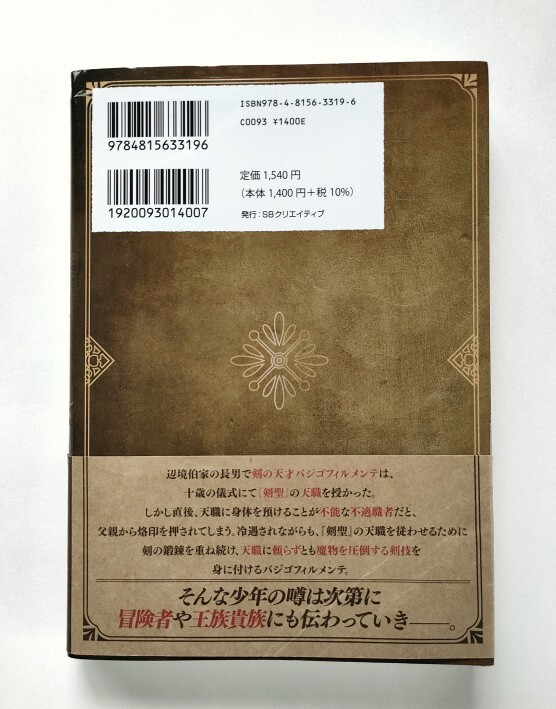 ISBN978-4-8156-3319-6
C0093 ¥1400E
9784815633196
定価1,540円
（本体1,400円＋税10%）
1920093014007
発行：SBクリエイティブ
辺境伯家の長男で剣の天才バジゴフィルメンテは、
十歳の儀式にて『剣聖』の天職を授かった。
しかし直後、天職に身体を預けることが不能な不適職者だと、
父親から烙印を押されてしまう。冷遇されながらも、『剣聖』の天職を従わせるために
剣の鍛錬を重ね続け、天職に頼らずとも魔物を圧倒する剣技を
身に付けるバジゴフィルメンテ。
そんな少年の噂は次第に
冒険者や王族貴族にも伝わっていき――。